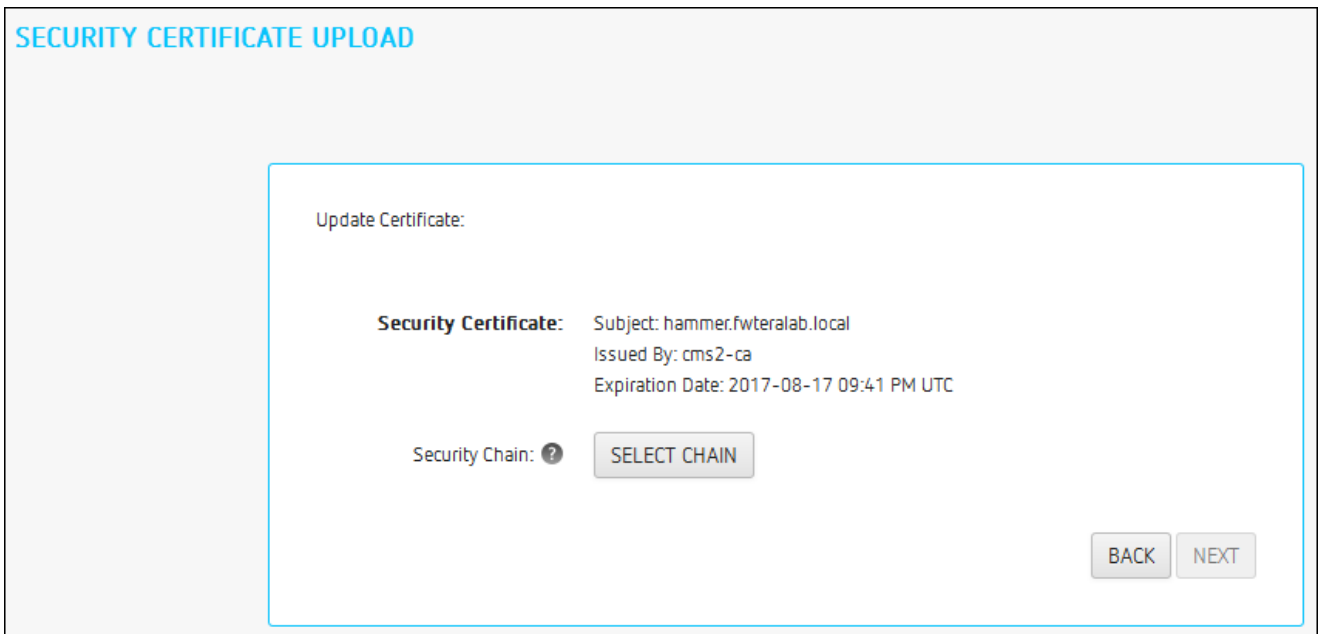 SECURITY CERTIFICATE UPLOAD
Update Certificate:
Security Certificate: Subject: hammer.fwteralab.local
Issued By: cms2-ca
Expiration Date: 2017-08-17 09:41 PM UTC
Security Chain: ? SELECT CHAIN
BACK NEXT